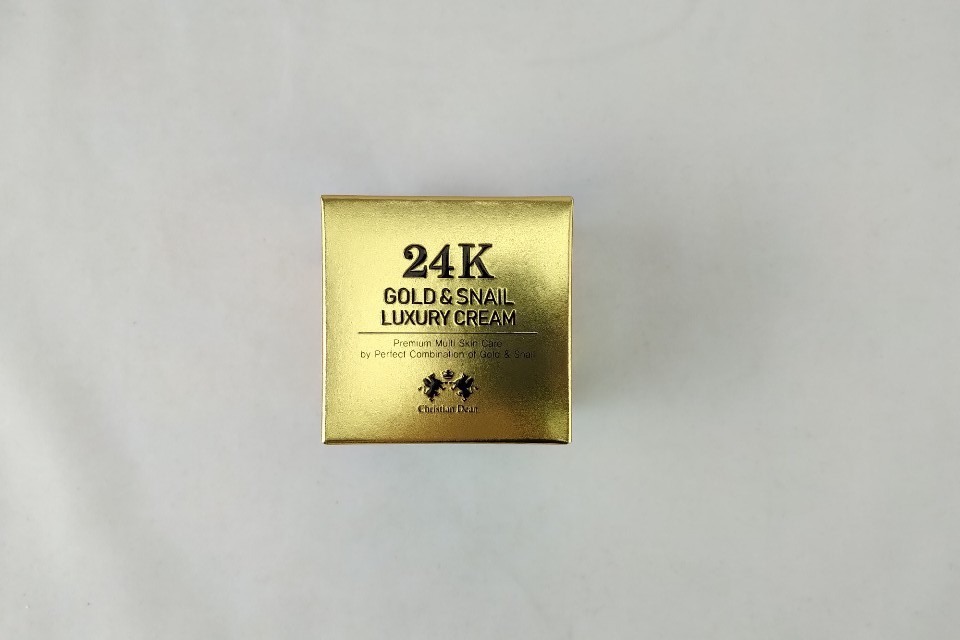 24K
GOLD & SNAIL
LUXURY CREAM
Premium Multi Skin Care
by Perfect Combination of Gold & Snail
Christian Dean